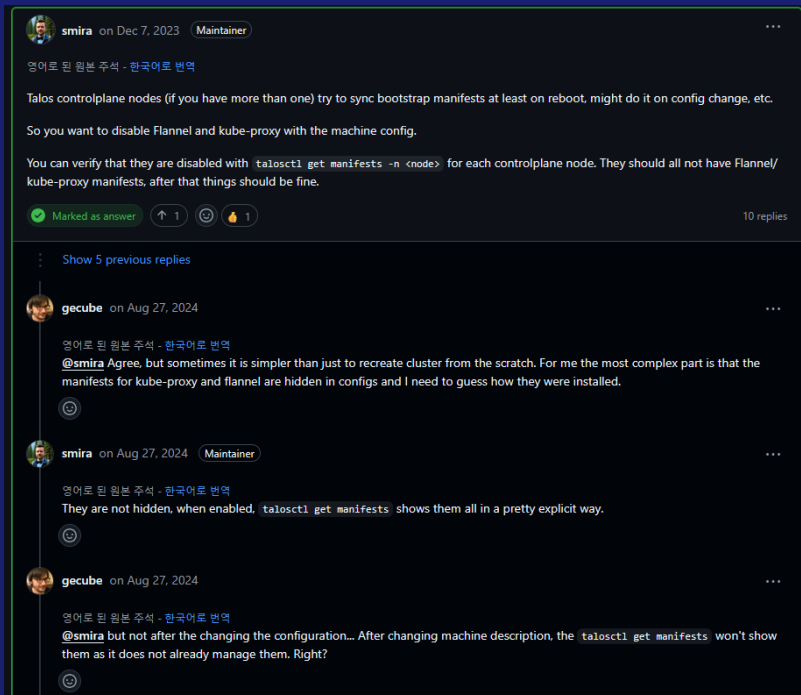 smira on Dec 7, 2023 Maintainer
영어로 된 원본 주석 - 한국어로 번역
Talos controlplane nodes (if you have more than one) try to sync bootstrap manifests at least on reboot, might do it on config change, etc.
So you want to disable Flannel and kube-proxy with the machine config.
You can verify that they are disabled with talosctl get manifests -n <node> for each controlplane node. They should all not have Flannel/
kube-proxy manifests, after that things should be fine.
Marked as answer ↑ 1 👍 1 10 replies
Show 5 previous replies
gecube on Aug 27, 2024
영어로 된 원본 주석 - 한국어로 번역
@smira Agree, but sometimes it is simpler than just to recreate cluster from the scratch. For me the most complex part is that the
manifests for kube-proxy and flannel are hidden in configs and I need to guess how they were installed.
smira on Aug 27, 2024 Maintainer
영어로 된 원본 주석 - 한국어로 번역
They are not hidden, when enabled, talosctl get manifests shows them all in a pretty explicit way.
gecube on Aug 27, 2024
영어로 된 원본 주석 - 한국어로 번역
@smira but not after the changing the configuration... After changing machine description, the talosctl get manifests won't show
them as it does not already manage them. Right?